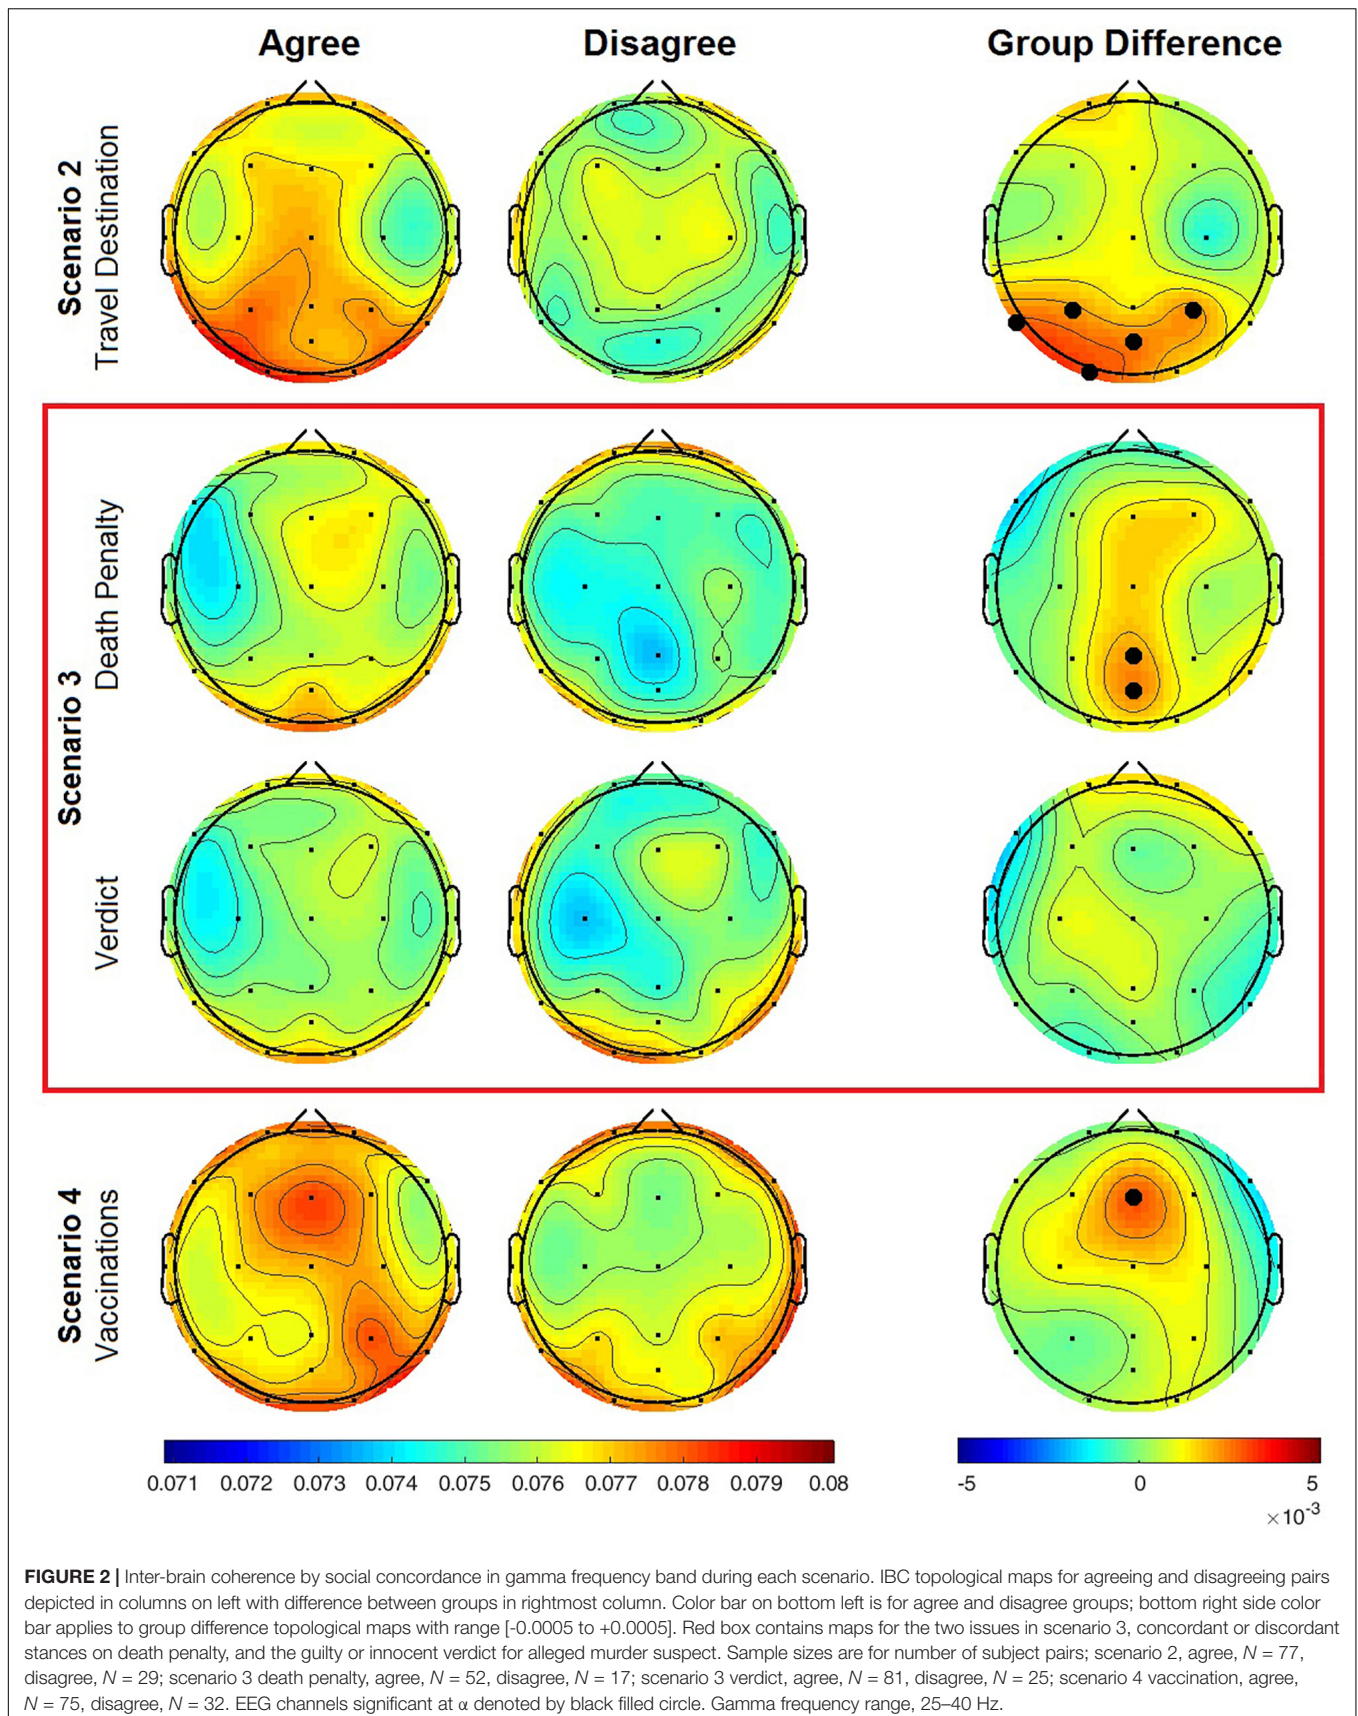 Agree Disagree Group Difference
Scenario 2
Travel Destination
Scenario 3
Death Penalty
Verdict
Scenario 4
Vaccinations
0.071 0.072 0.073 0.074 0.075 0.076 0.077 0.078 0.079 0.08
-5 0 5
×10-3
FIGURE 2 | Inter-brain coherence by social concordance in gamma frequency band during each scenario. IBC topological maps for agreeing and disagreeing pairs
depicted in columns on left with difference between groups in rightmost column. Color bar on bottom left is for agree and disagree groups; bottom right side color
bar applies to group difference topological maps with range [-0.0005 to +0.0005]. Red box contains maps for the two issues in scenario 3, concordant or discordant
stances on death penalty, and the guilty or innocent verdict for alleged murder suspect. Sample sizes are for number of subject pairs; scenario 2, agree, N = 77,
disagree, N = 29; scenario 3 death penalty, agree, N = 52, disagree, N = 17; scenario 3 verdict, agree, N = 81, disagree, N = 25; scenario 4 vaccination, agree,
N = 75, disagree, N = 32. EEG channels significant at α denoted by black filled circle. Gamma frequency range, 25–40 Hz.